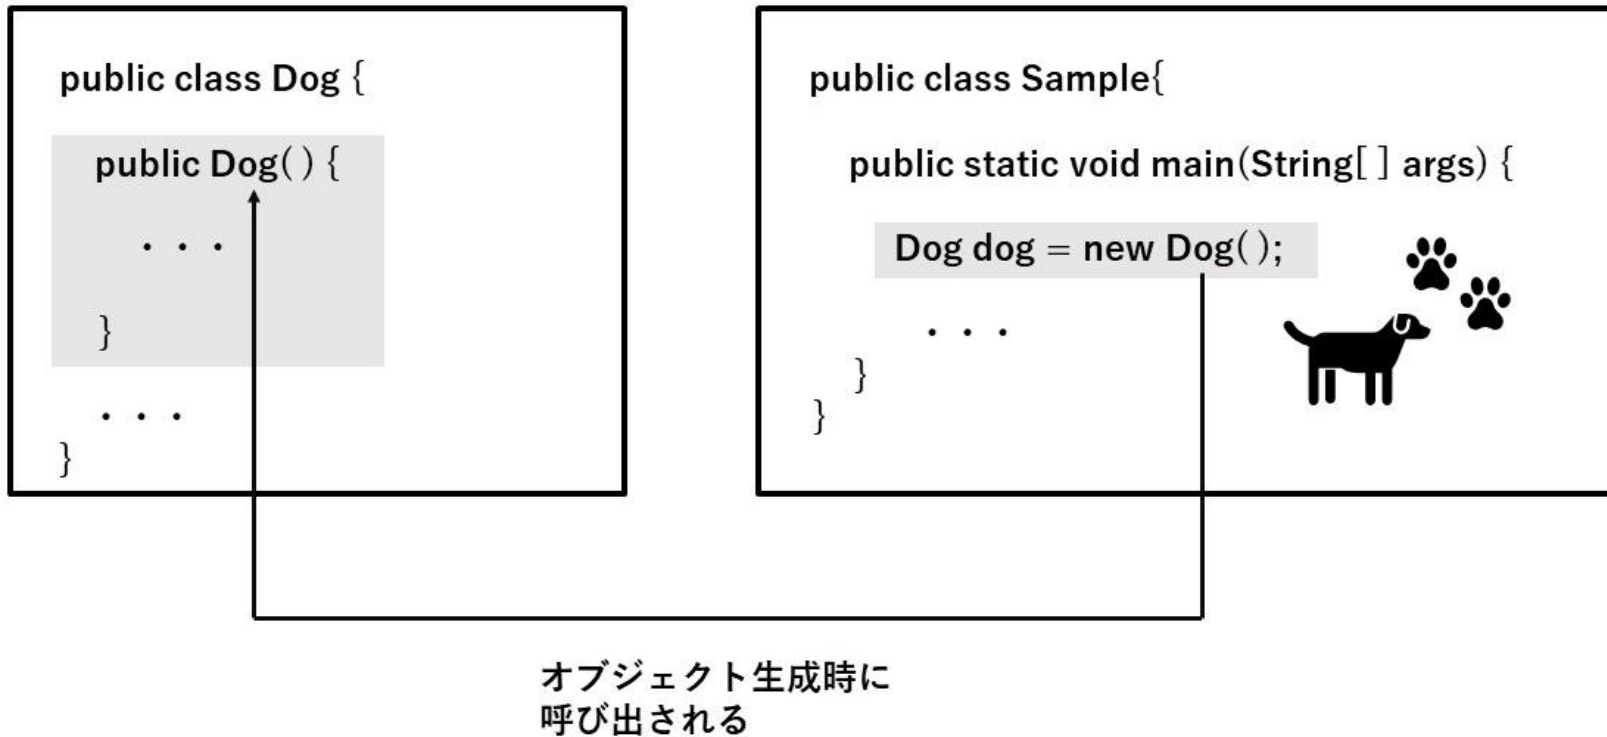 public class Dog {
public Dog( ) {
・・・
}
・・・
}
public class Sample{
public static void main(String[ ] args) {
Dog dog = new Dog( );
・・・
}
}
オブジェクト生成時に
呼び出される